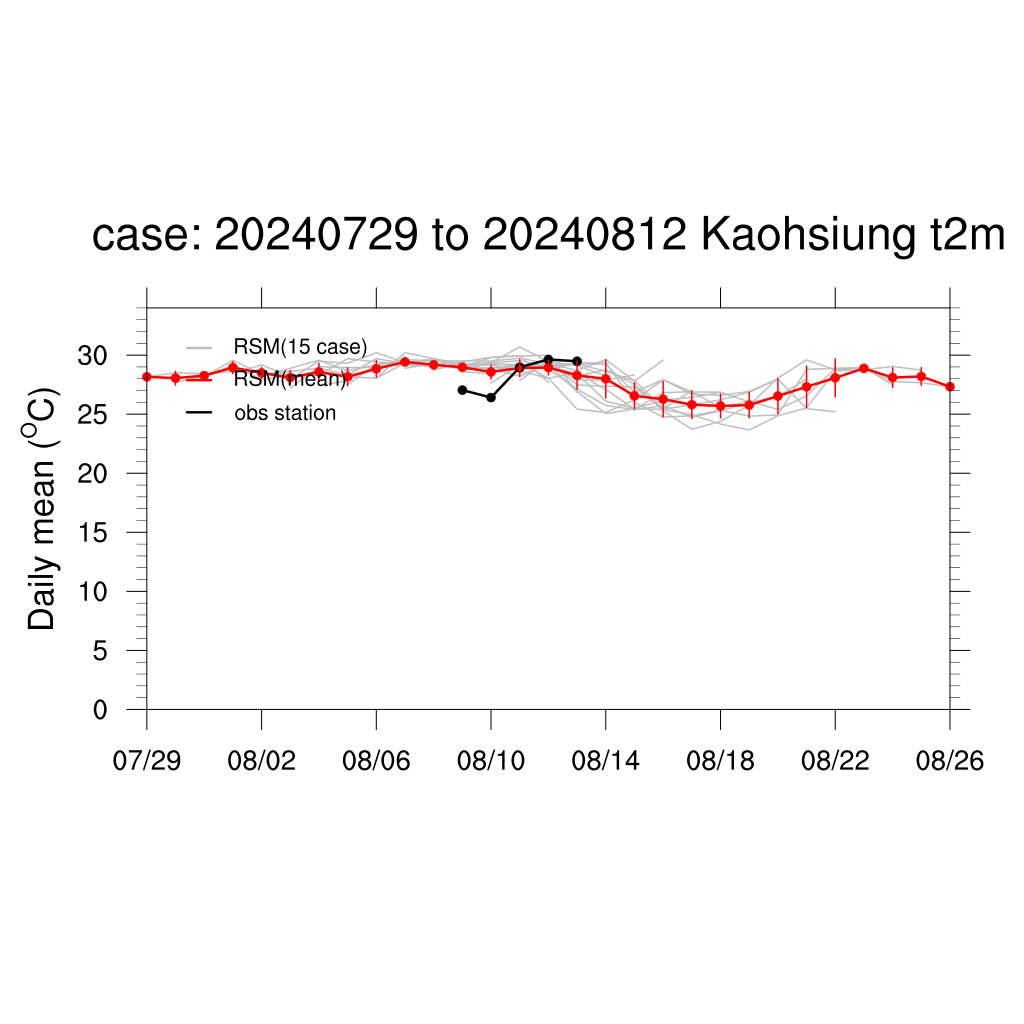 case: 20240729 to 20240812 Kaohsiung t2m
Daily mean (°C)
30
25
20
15
10
5
0
RSM(15 case)
RSM(mean)
obs station
07/29 08/02 08/06 08/10 08/14 08/18 08/22 08/26